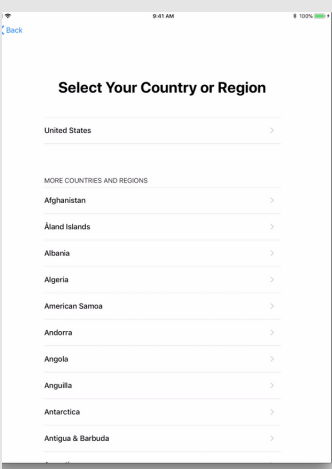 9:41 AM
100%
Back
Select Your Country or Region
United States
MORE COUNTRIES AND REGIONS
Afghanistan
Åland Islands
Albania
Algeria
American Samoa
Andorra
Angola
Anguilla
Antarctica
Antigua & Barbuda